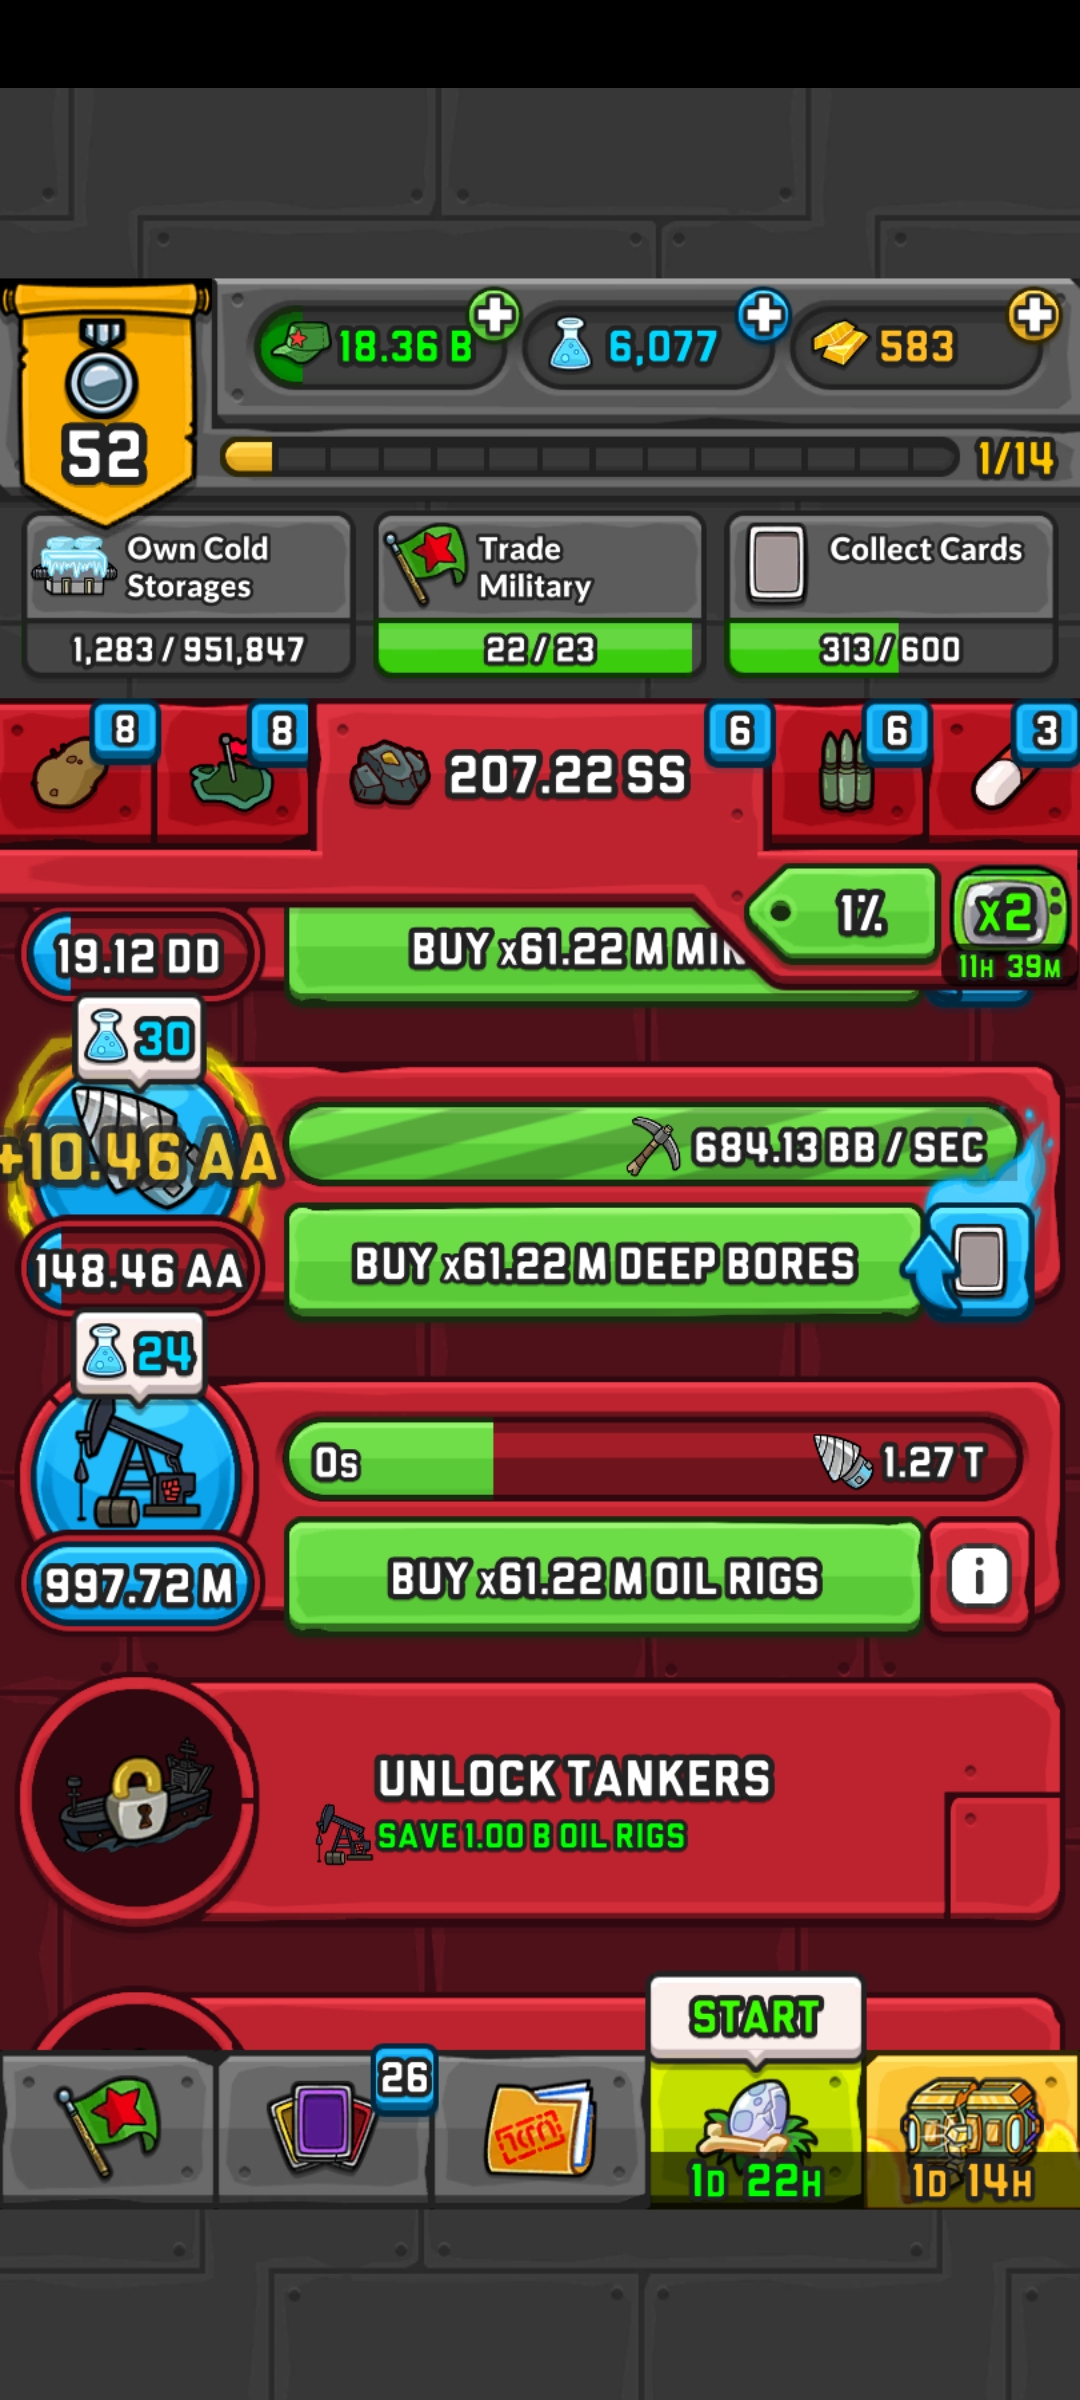 18.36 B
6,077
583
52
1/14
Own Cold
Storages
Trade
Military
Collect Cards
1,283 / 951,847
22 / 23
313 / 600
8
8
6
6
3
207.22 SS
1%
x2
11H 39M
19.12 DD
BUY x61.22 M MIN
30
+10.46 AA
684.13 BB / SEC
148.46 AA
BUY x61.22 M DEEP BORES
24
0s
1.27 T
997.72 M
BUY x61.22 M OIL RIGS
i
UNLOCK TANKERS
SAVE 1.00 B OIL RIGS
START
26
1D 22H
1D 14H